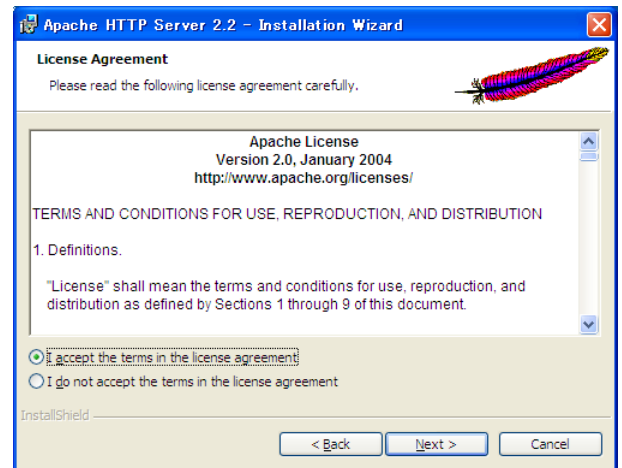 Apache HTTP Server 2.2 - Installation Wizard
License Agreement
Please read the following license agreement carefully.
Apache License
Version 2.0, January 2004
http://www.apache.org/licenses/
TERMS AND CONDITIONS FOR USE, REPRODUCTION, AND DISTRIBUTION
1. Definitions.
"License" shall mean the terms and conditions for use, reproduction, and
distribution as defined by Sections 1 through 9 of this document.
I accept the terms in the license agreement
I do not accept the terms in the license agreement
InstallShield
< Back Next > Cancel